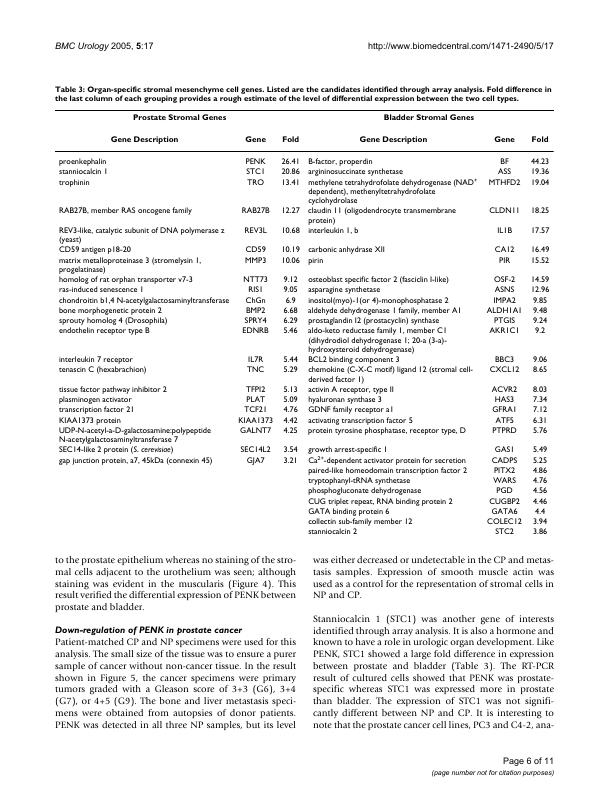 BMC Urology 2005, 5:17
http://www.biomedcentral.com/1471-2490/5/17
Table 3: Organ-specific stromal mesenchyme cell genes. Listed are the candidates identified through array analysis. Fold difference in
the last column of each grouping provides a rough estimate of the level of differential expression between the two cell types.
Prostate Stromal Genes Bladder Stromal Genes
Gene Description Gene Fold Gene Description Gene Fold
proenkephalin PENK 26.41 B-factor, properdin BF 44.23
stanniocalcin 1 STC1 20.86 argininosuccinate synthetase ASS 19.36
trophinin TRO 13.41 methylene tetrahydrofolate dehydrogenase (NAD+ MTHFD2 19.04
dependent), methenyltetrahydrofolate
cyclohydrolase
RAB27B, member RAS oncogene family RAB27B 12.27 claudin 11 (oligodendrocyte transmembrane CLDN11 18.25
protein)
REV3-like, catalytic subunit of DNA polymerase z REV3L 10.68 interleukin 1, b IL1B 17.57
(yeast)
CD59 antigen p18-20 CD59 10.19 carbonic anhydrase XII CA12 16.49
matrix metalloproteinase 3 (stromelysin 1, MMP3 10.06 pirin PIR 15.52
progelatinase)
homolog of rat orphan transporter v7-3 NTT73 9.12 osteoblast specific factor 2 (fasciclin I-like) OSF-2 14.59
ras-induced senescence 1 RIS1 9.05 asparagine synthetase ASNS 12.96
chondroitin b1,4 N-acetylgalactosaminyltransferase ChGn 6.9 inositol(myo)-1(or 4)-monophosphatase 2 IMPA2 9.85
bone morphogenetic protein 2 BMP2 6.68 aldehyde dehydrogenase 1 family, member A1 ALDH1A1 9.48
sprouty homolog 4 (Drosophila) SPRY4 6.29 prostaglandin I2 (prostacyclin) synthase PTGIS 9.24
endothelin receptor type B EDNRB 5.46 aldo-keto reductase family 1, member C1 AKR1C1 9.2
(dihydrodiol dehydrogenase 1; 20-a (3-a)-
hydroxysteroid dehydrogenase)
interleukin 7 receptor IL7R 5.44 BCL2 binding component 3 BBC3 9.06
tenascin C (hexabrachion) TNC 5.29 chemokine (C-X-C motif) ligand 12 (stromal cell- CXCL12 8.65
derived factor 1)
tissue factor pathway inhibitor 2 TFPI2 5.13 activin A receptor, type II ACVR2 8.03
plasminogen activator PLAT 5.09 hyaluronan synthase 3 HAS3 7.34
transcription factor 21 TCF21 4.76 GDNF family receptor a1 GFRA1 7.12
KIAA1373 protein KIAA1373 4.42 activating transcription factor 5 ATF5 6.31
UDP-N-acetyl-a-D-galactosamine:polypeptide GALNT7 4.25 protein tyrosine phosphatase, receptor type, D PTPRD 5.76
N-acetylgalactosaminyltransferase 7
SEC14-like 2 protein (S. cerevisiae) SEC14L2 3.54 growth arrest-specific 1 GAS1 5.49
gap junction protein, a7, 45kDa (connexin 45) GJA7 3.21 Ca2+-dependent activator protein for secretion CADPS 5.25
paired-like homeodomain transcription factor 2 PITX2 4.86
tryptophanyl-tRNA synthetase WARS 4.76
phosphogluconate dehydrogenase PGD 4.56
CUG triplet repeat, RNA binding protein 2 CUGBP2 4.46
GATA binding protein 6 GATA6 4.4
collectin sub-family member 12 COLEC12 3.94
stanniocalcin 2 STC2 3.86
to the prostate epithelium whereas no staining of the stro-
mal cells adjacent to the urothelium was seen; although
staining was evident in the muscularis (Figure 4). This
result verified the differential expression of PENK between
prostate and bladder.
Down-regulation of PENK in prostate cancer
Patient-matched CP and NP specimens were used for this
analysis. The small size of the tissue was to ensure a purer
sample of cancer without non-cancer tissue. In the result
shown in Figure 5, the cancer specimens were primary
tumors graded with a Gleason score of 3+3 (G6), 3+4
(G7), or 4+5 (G9). The bone and liver metastasis speci-
mens were obtained from autopsies of donor patients.
PENK was detected in all three NP samples, but its level
was either decreased or undetectable in the CP and metas-
tasis samples. Expression of smooth muscle actin was
used as a control for the representation of stromal cells in
NP and CP.
Stanniocalcin 1 (STC1) was another gene of interests
identified through array analysis. It is also a hormone and
known to have a role in urologic organ development. Like
PENK, STC1 showed a large fold difference in expression
between prostate and bladder (Table 3). The RT-PCR
result of cultured cells showed that PENK was prostate-
specific whereas STC1 was expressed more in prostate
than bladder. The expression of STC1 was not signifi-
cantly different between NP and CP. It is interesting to
note that the prostate cancer cell lines, PC3 and C4-2, ana-
Page 6 of 11
(page number not for citation purposes)